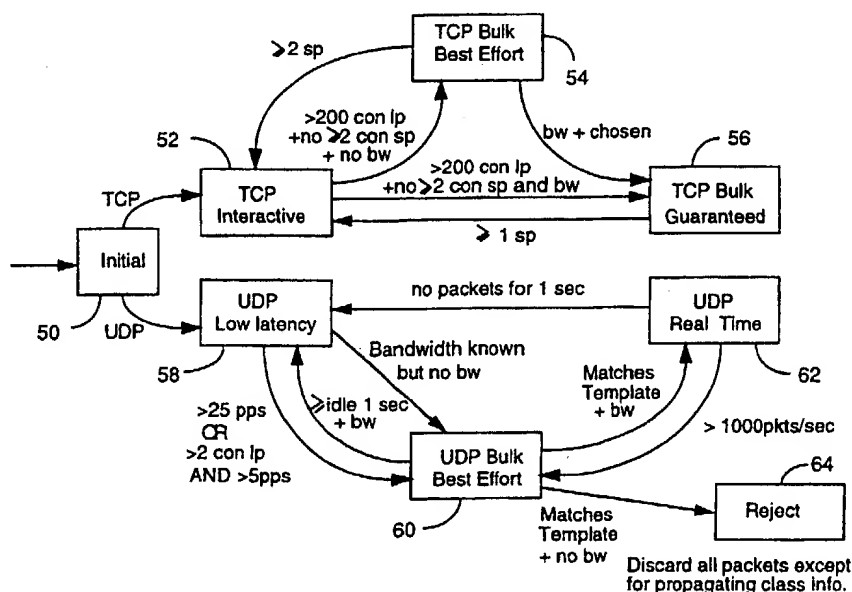 TCP Bulk
Best Effort
54
⩾2 sp
>200 con lp
+no ⩾2 con sp
+ no bw
bw + chosen
52
56
TCP
TCP
Interactive
>200 con lp
+no⩾2 con sp and bw
TCP Bulk
Guaranteed
⩾ 1 sp
Initial
50
UDP
UDP
Low latency
58
no packets for 1 sec
UDP
Real Time
62
Bandwidth known
but no bw
Matches
Template
+ bw
⩾idle 1 sec
+ bw
>25 pps
OR
>2 con lp
AND >5pps
> 1000pkts/sec
UDP Bulk
Best Effort
60
64
Reject
Matches
Template
+ no bw
Discard all packets except
for propagating class info.